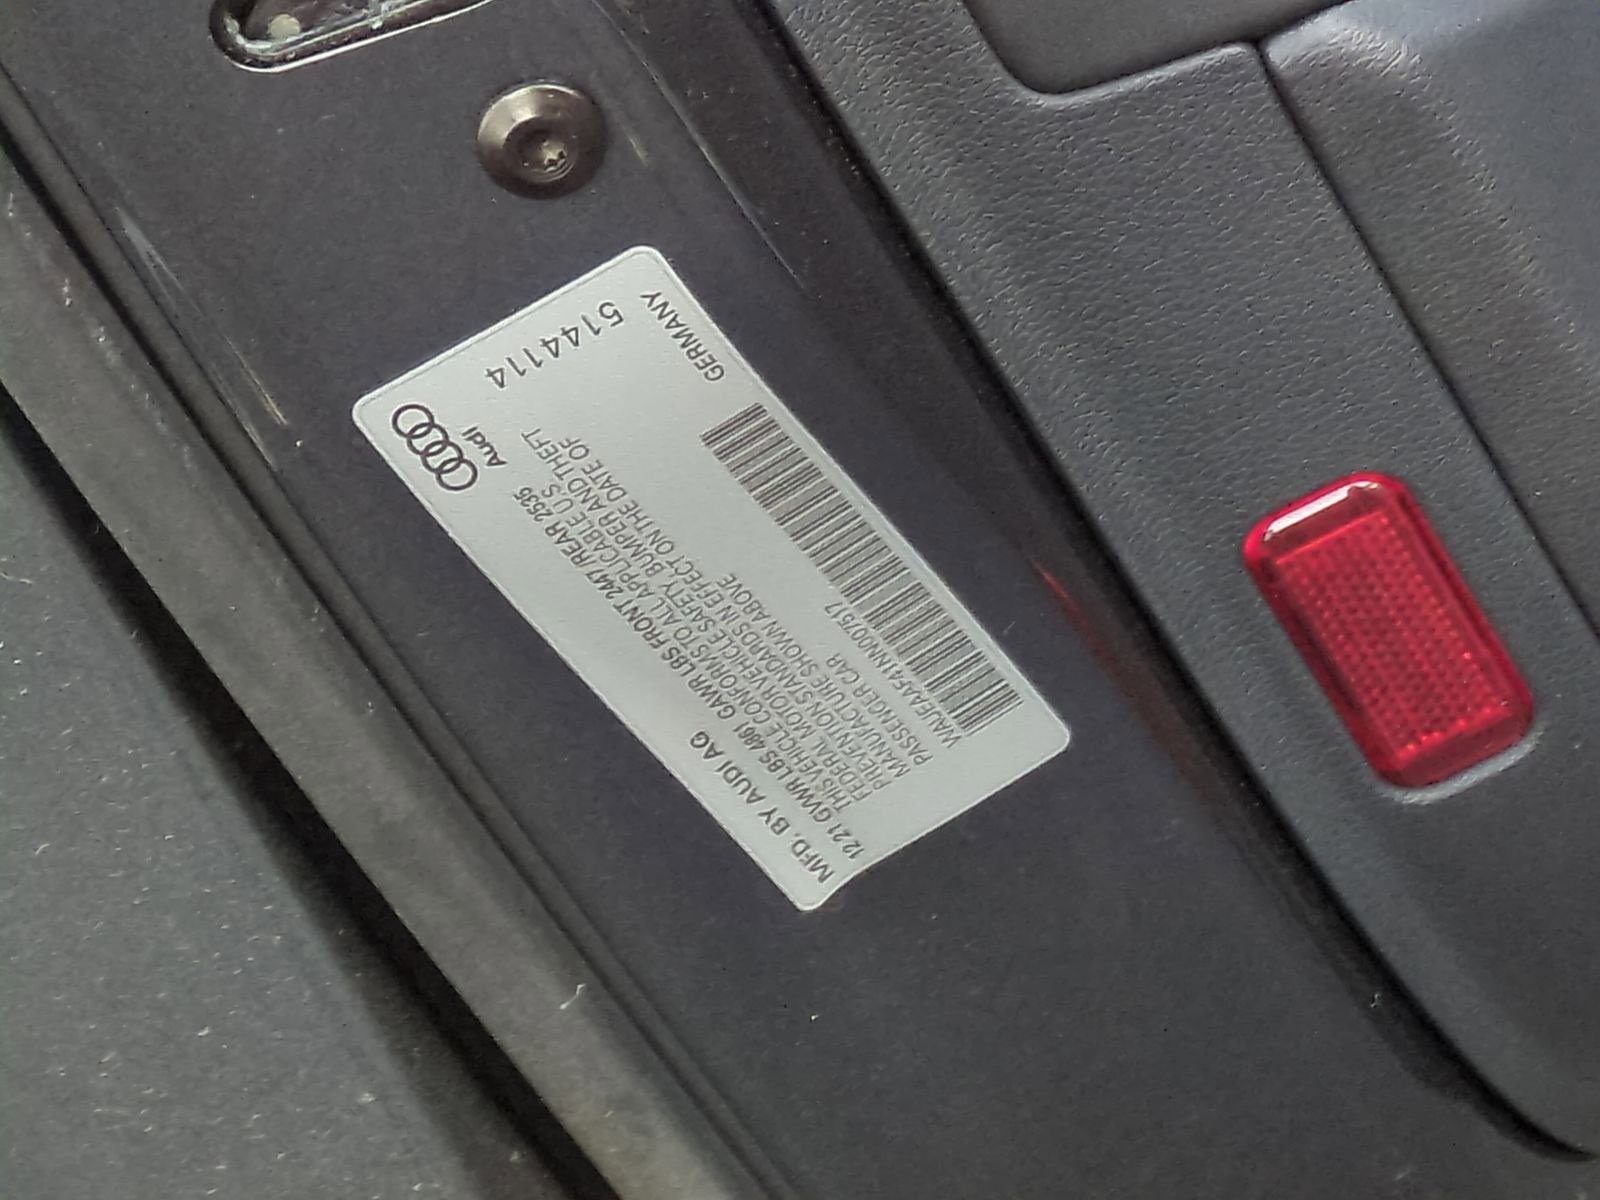 Audi
MFD. BY AUDI AG
12.21 GVWR LBS 4861 GAWR LBS FRONT 2447 REAR 2535
THIS VEHICLE CONFORMS TO ALL APPLICABLE U.S.
FEDERAL MOTOR VEHICLE SAFETY, BUMPER AND THEFT
PREVENTION STANDARDS IN EFFECT ON THE DATE OF
MANUFACTURE SHOWN ABOVE
PASSENGER CAR
WAUEAAF41NN007517
5144114
GERMANY